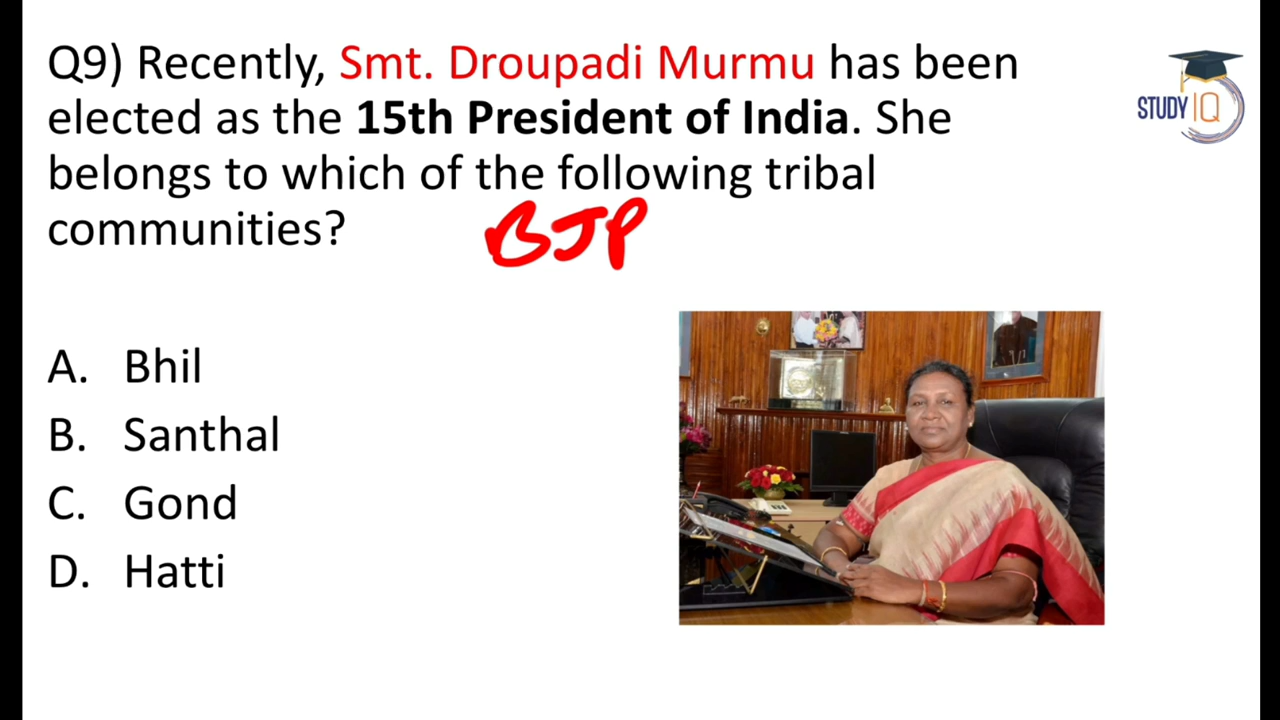 Q9) Recently, Smt. Droupadi Murmu has been
elected as the 15th President of India. She
belongs to which of the following tribal
communities?
BJP
A. Bhil
B. Santhal
C. Gond
D. Hatti
STUDY IQ